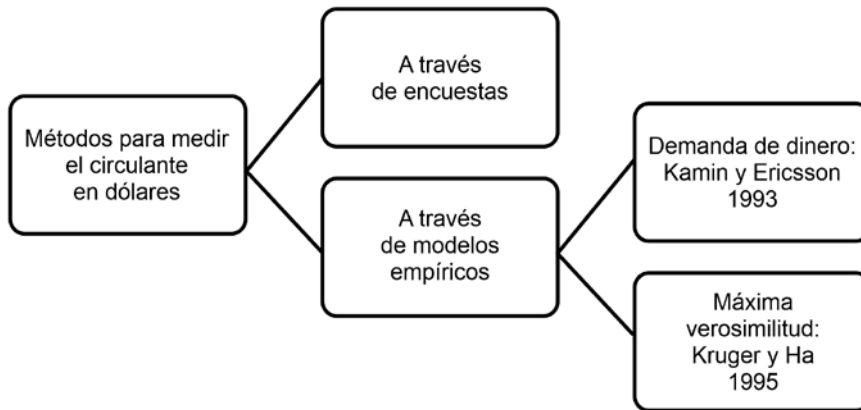 Métodos para medir
el circulante
en dólares
A través
de encuestas
A través
de modelos
empíricos
Demanda de dinero:
Kamin y Ericsson
1993
Máxima
verosimilitud:
Kruger y Ha
1995